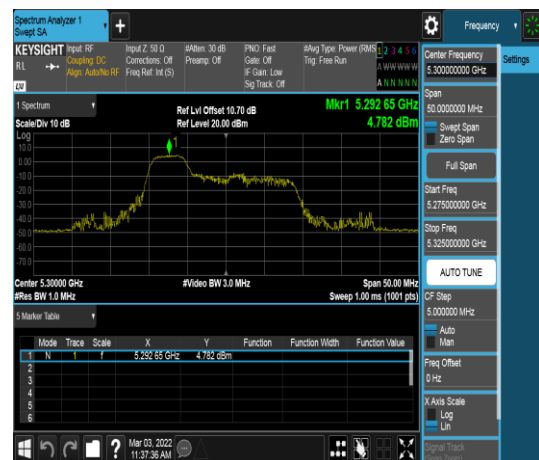 Spectrum Analyzer 1
Swept SA
+
Frequency
KEYSIGHT
RL
Input: RF
Coupling: DC
Align: Auto/No RF
Input Z: 50 Ω
Corrections: Off
Freq Ref: Int (S)
#Atten: 30 dB
Preamp: Off
PNO: Fast
Gate: Off
IF Gain: Low
Sig Track: Off
#Avg Type: Power (RMS
Trig: Free Run
1 2 3 4 5 6
A W W W W W
A N N N N N
LXI
1 Spectrum
Scale/Div 10 dB
Ref Lvl Offset 10.70 dB
Ref Level 20.00 dBm
Mkr1 5.292 65 GHz
4.782 dBm
Log
10.0
0.00
-10.0
-20.0
-30.0
-40.0
-50.0
-60.0
-70.0
1
Center 5.30000 GHz
#Res BW 1.0 MHz
#Video BW 3.0 MHz
Span 50.00 MHz
Sweep 1.00 ms (1001 pts)
5 Marker Table
Mode Trace Scale X Y Function Function Width Function Value
1 N 1 f 5.292 65 GHz 4.782 dBm
2
3
4
5
6
Mar 03, 2022
11:37:36 AM
?
Center Frequency
5.300000000 GHz
Settings
Span
50.0000000 MHz
Swept Span
Zero Span
Full Span
Start Freq
5.275000000 GHz
Stop Freq
5.325000000 GHz
AUTO TUNE
CF Step
5.000000 MHz
Auto
Man
Freq Offset
0 Hz
X Axis Scale
Log
Lin
Signal Track